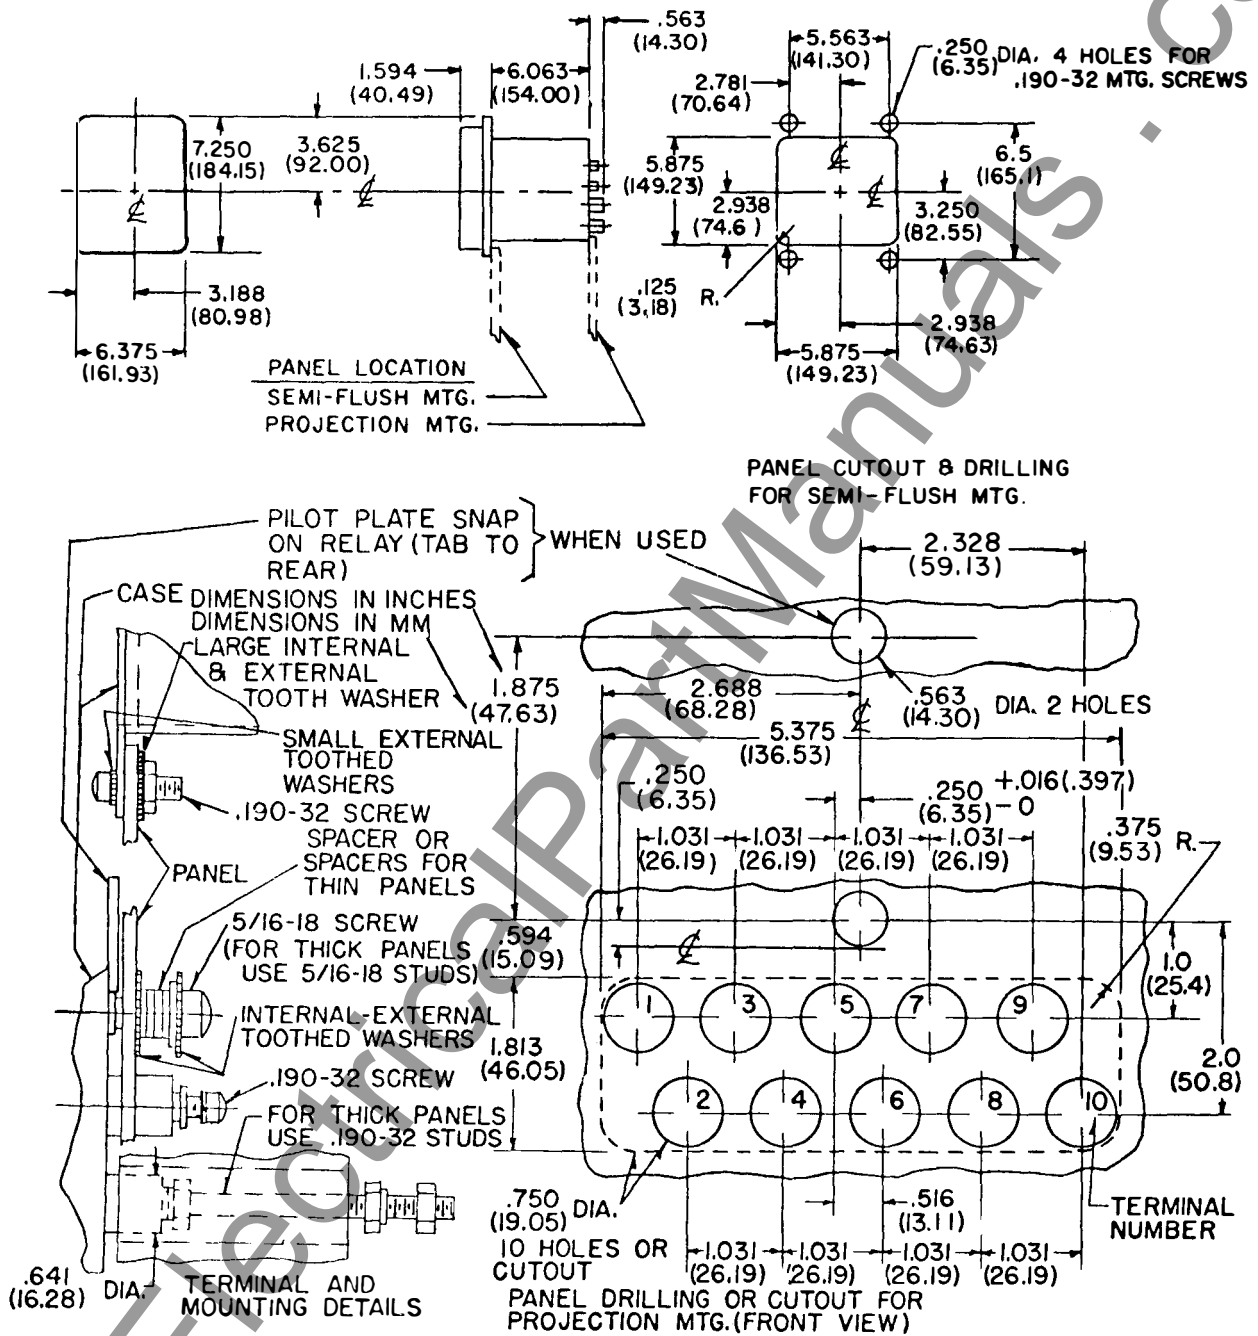 .563
(14.30)
1.594
(40.49)
6.063
(154.00)
5.563
(141.30)
.250
(6.35)
DIA. 4 HOLES FOR
.190-32 MTG. SCREWS
2.781
(70.64)
7.250
(184.15)
3.625
(92.00)
℄
℄
5.875
(149.23)
℄
℄
6.5
(165.1)
2.938
(74.6 )
3.250
(82.55)
3.188
(80.98)
.125
(3.18)
R.
2.938
(74.63)
6.375
(161.93)
5.875
(149.23)
PANEL LOCATION
SEMI-FLUSH MTG.
PROJECTION MTG.
PANEL CUTOUT & DRILLING
FOR SEMI-FLUSH MTG.
PILOT PLATE SNAP
ON RELAY (TAB TO
REAR)
WHEN USED
2.328
(59.13)
CASE
DIMENSIONS IN INCHES
DIMENSIONS IN MM
LARGE INTERNAL
& EXTERNAL
TOOTH WASHER
1.875
(47.63)
2.688
(68.28)
℄
.563
(14.30)
DIA. 2 HOLES
5.375
(136.53)
SMALL EXTERNAL
TOOTHED
WASHERS
.250
(6.35)
.250
(6.35)
+.016(.397)
-0
.190-32 SCREW
SPACER OR
SPACERS FOR
THIN PANELS
1.031
(26.19)
1.031
(26.19)
1.031
(26.19)
1.031
(26.19)
.375
(9.53)
R.
PANEL
5/16-18 SCREW
(FOR THICK PANELS
USE 5/16-18 STUDS)
.594
(15.09)
℄
1.0
(25.4)
1 3 5 7 9
INTERNAL-EXTERNAL
TOOTHED WASHERS
1.813
(46.05)
2.0
(50.8)
.190-32 SCREW
2 4 6 8 10
FOR THICK PANELS
USE .190-32 STUDS
.750
(19.05)
DIA.
10 HOLES OR
CUTOUT
.516
(13.11)
TERMINAL
NUMBER
1.031
(26.19)
1.031
(26.19)
1.031
(26.19)
1.031
(26.19)
.641
(16.28)
DIA.
TERMINAL AND
MOUNTING DETAILS
PANEL DRILLING OR CUTOUT FOR
PROJECTION MTG. (FRONT VIEW)
ElectricalPartManuals . co